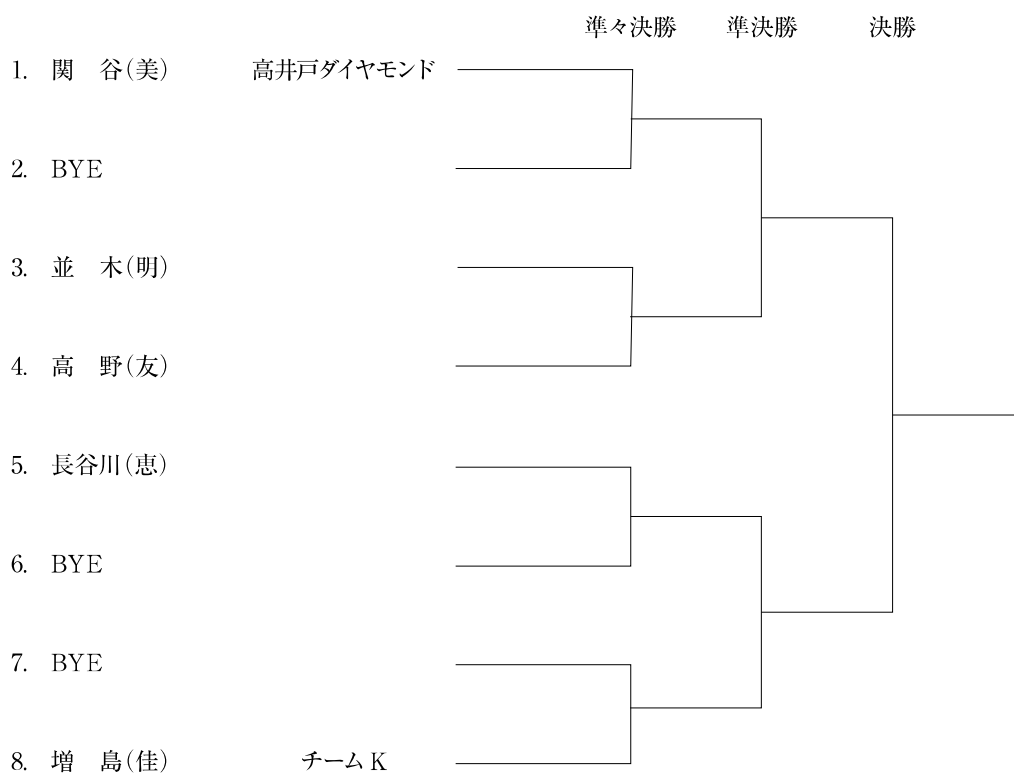 準々決勝 準決勝 決勝
1. 関 谷(美) 高井戸ダイヤモンド
2. BYE
3. 並 木(明)
4. 高 野(友)
5. 長谷川(恵)
6. BYE
7. BYE
8. 増 島(佳) チームK